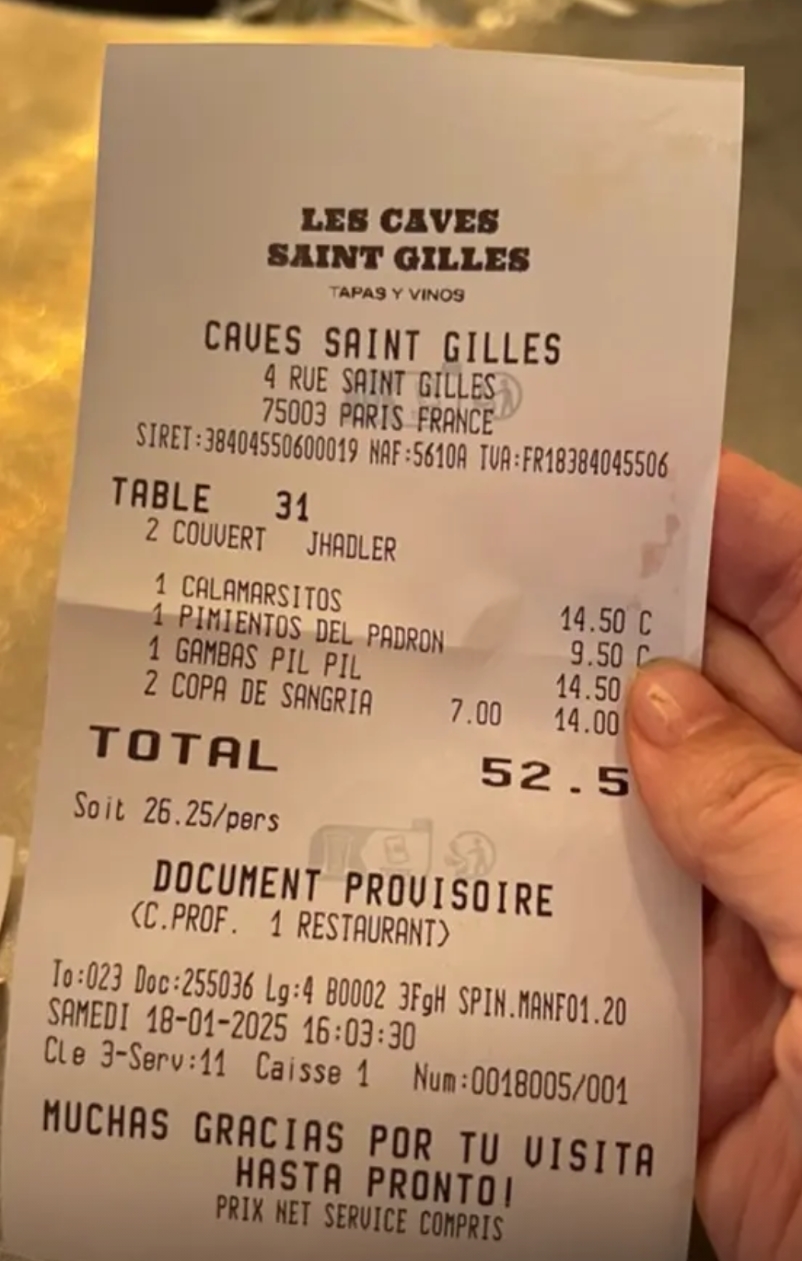 LES CAVES
SAINT GILLES
TAPAS Y VINOS
CAVES SAINT GILLES
4 RUE SAINT GILLES
75003 PARIS FRANCE
SIRET:38404550600019 NAF:5610A TVA:FR18384045506
TABLE 31
2 COUVERT JHADLER
1 CALAMARSITOS 14.50 C
1 PIMIENTOS DEL PADRON 9.50 C
1 GAMBAS PIL PIL 14.50
2 COPA DE SANGRIA 7.00 14.00
TOTAL 52.5
Soit 26.25/pers
DOCUMENT PROVISOIRE
(C.PROF. 1 RESTAURANT)
To:023 Doc:255036 Lg:4 B0002 3FgH SPIN.MANF01.20
SAMEDI 18-01-2025 16:03:30
Cle 3-Serv:11 Caisse 1 Num:0018005/001
MUCHAS GRACIAS POR TU VISITA
HASTA PRONTO!
PRIX NET SERVICE COMPRIS